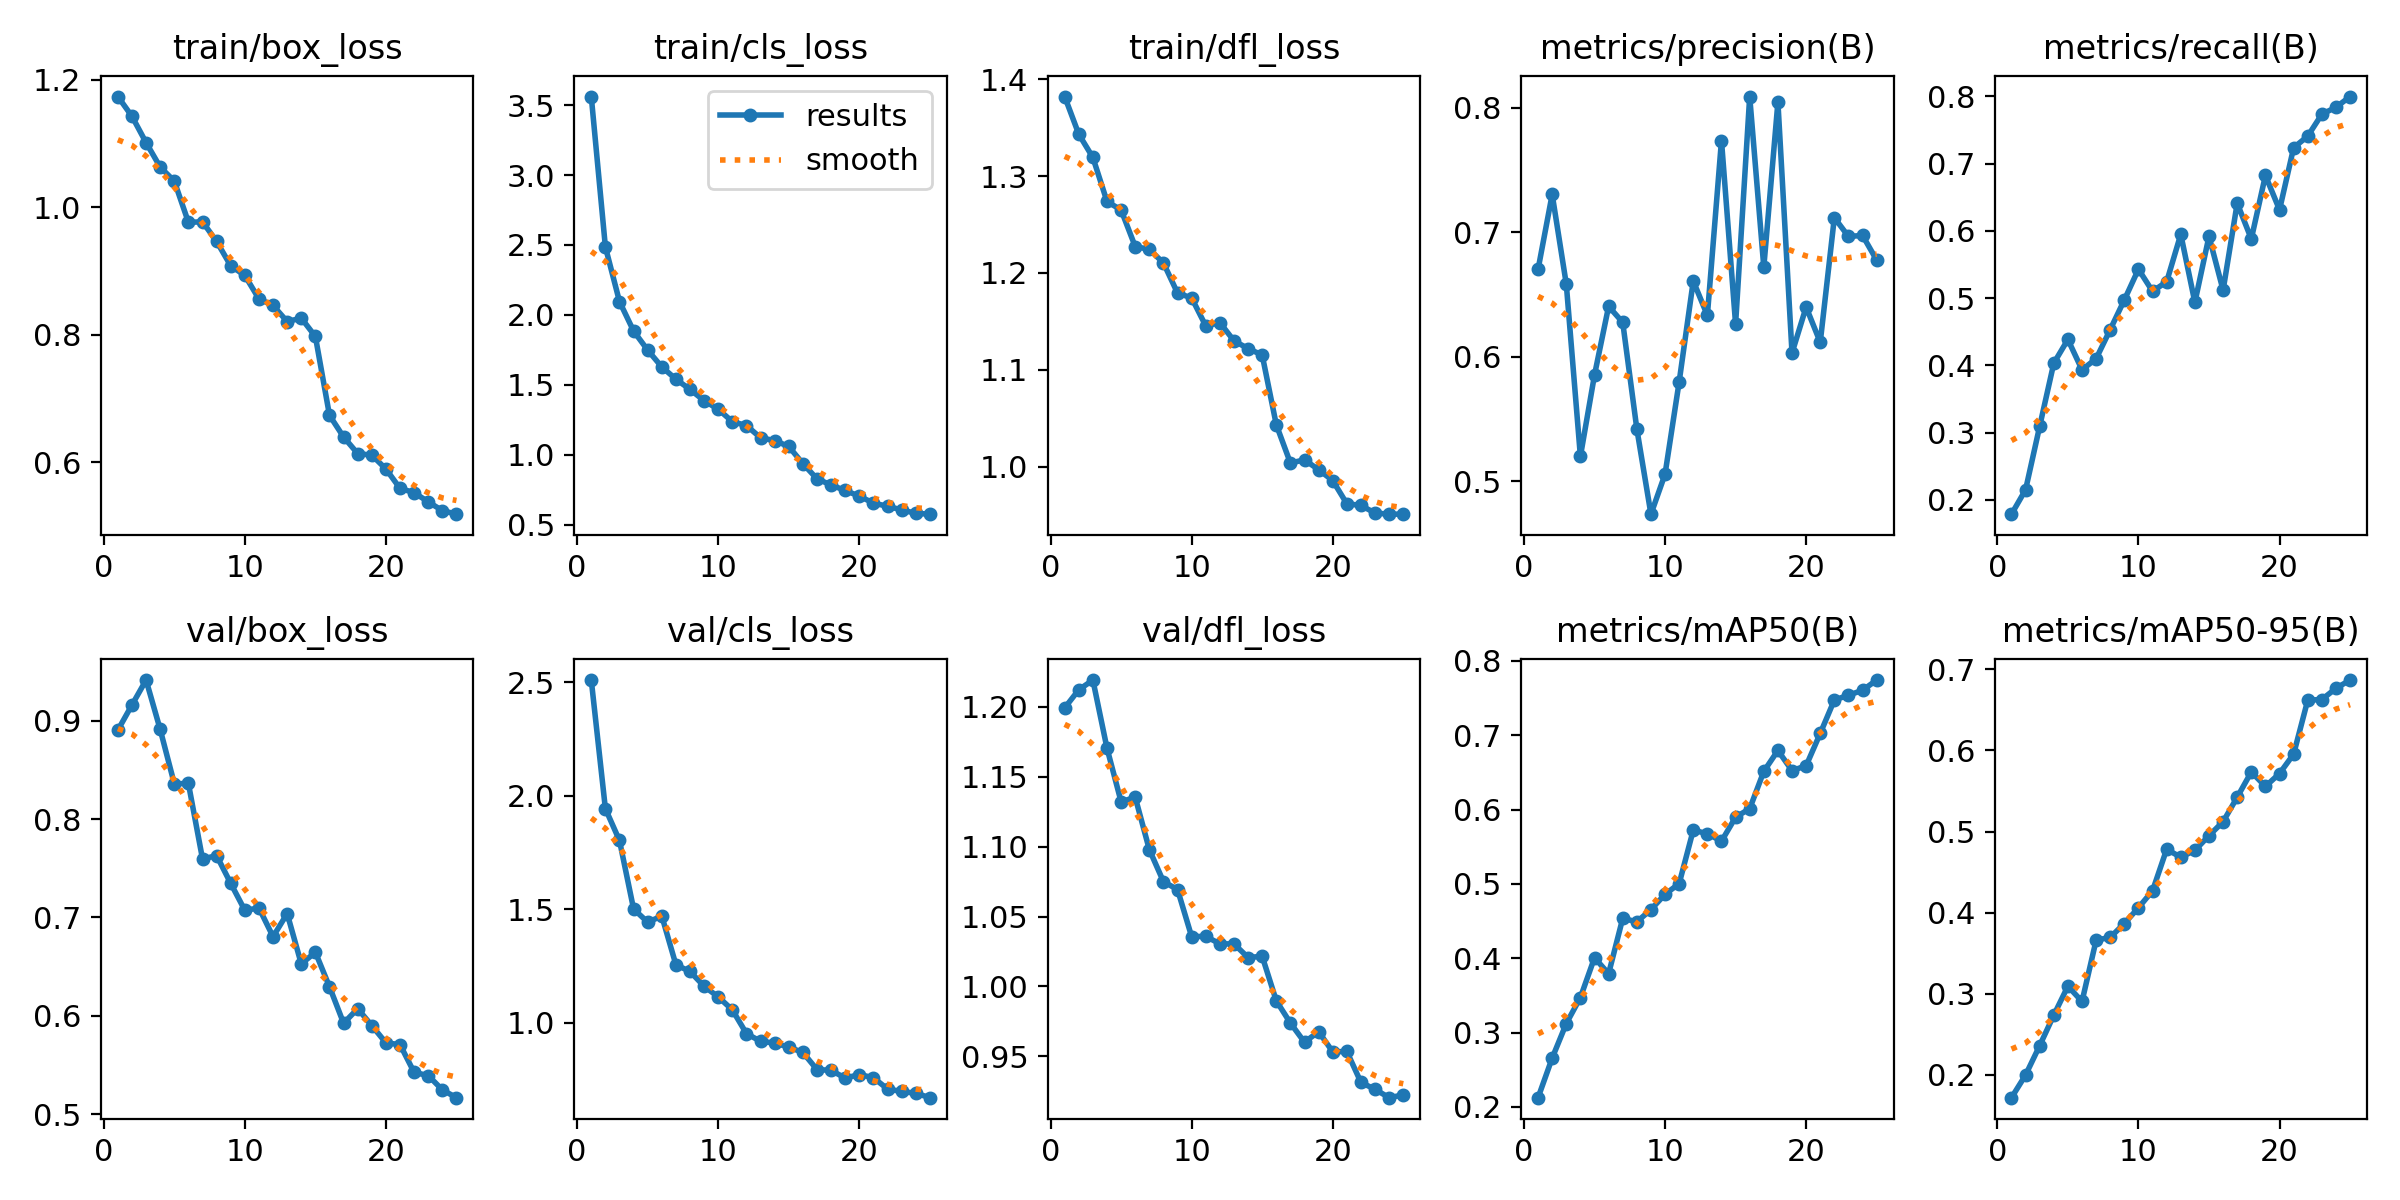 train/box_loss
1.2
1.0
0.8
0.6
0 10 20
train/cls_loss
results
smooth
3.5
3.0
2.5
2.0
1.5
1.0
0.5
0 10 20
train/dfl_loss
1.4
1.3
1.2
1.1
1.0
0 10 20
metrics/precision(B)
0.8
0.7
0.6
0.5
0 10 20
metrics/recall(B)
0.8
0.7
0.6
0.5
0.4
0.3
0.2
0 10 20
val/box_loss
0.9
0.8
0.7
0.6
0.5
0 10 20
val/cls_loss
2.5
2.0
1.5
1.0
0 10 20
val/dfl_loss
1.20
1.15
1.10
1.05
1.00
0.95
0 10 20
metrics/mAP50(B)
0.8
0.7
0.6
0.5
0.4
0.3
0.2
0 10 20
metrics/mAP50-95(B)
0.7
0.6
0.5
0.4
0.3
0.2
0 10 20